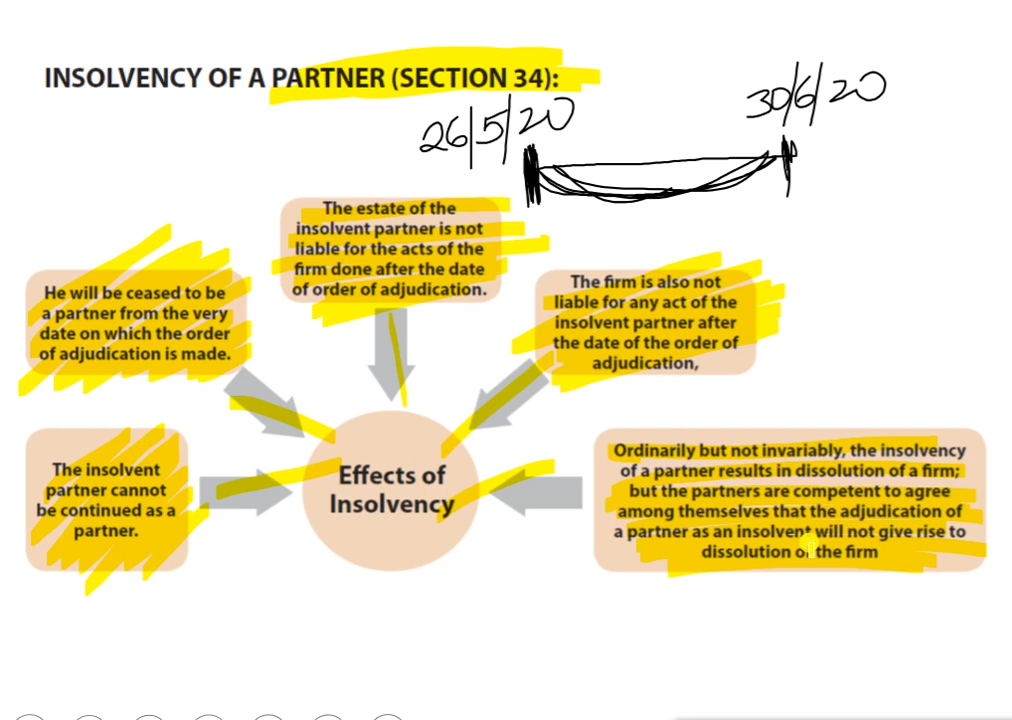 INSOLVENCY OF A PARTNER (SECTION 34):
26/5/20
30/6/20
The estate of the
insolvent partner is not
liable for the acts of the
firm done after the date
of order of adjudication.
He will be ceased to be
a partner from the very
date on which the order
of adjudication is made.
The firm is also not
liable for any act of the
insolvent partner after
the date of the order of
adjudication,
The insolvent
partner cannot
be continued as a
partner.
Effects of
Insolvency
Ordinarily but not invariably, the insolvency
of a partner results in dissolution of a firm;
but the partners are competent to agree
among themselves that the adjudication of
a partner as an insolvent will not give rise to
dissolution of the firm